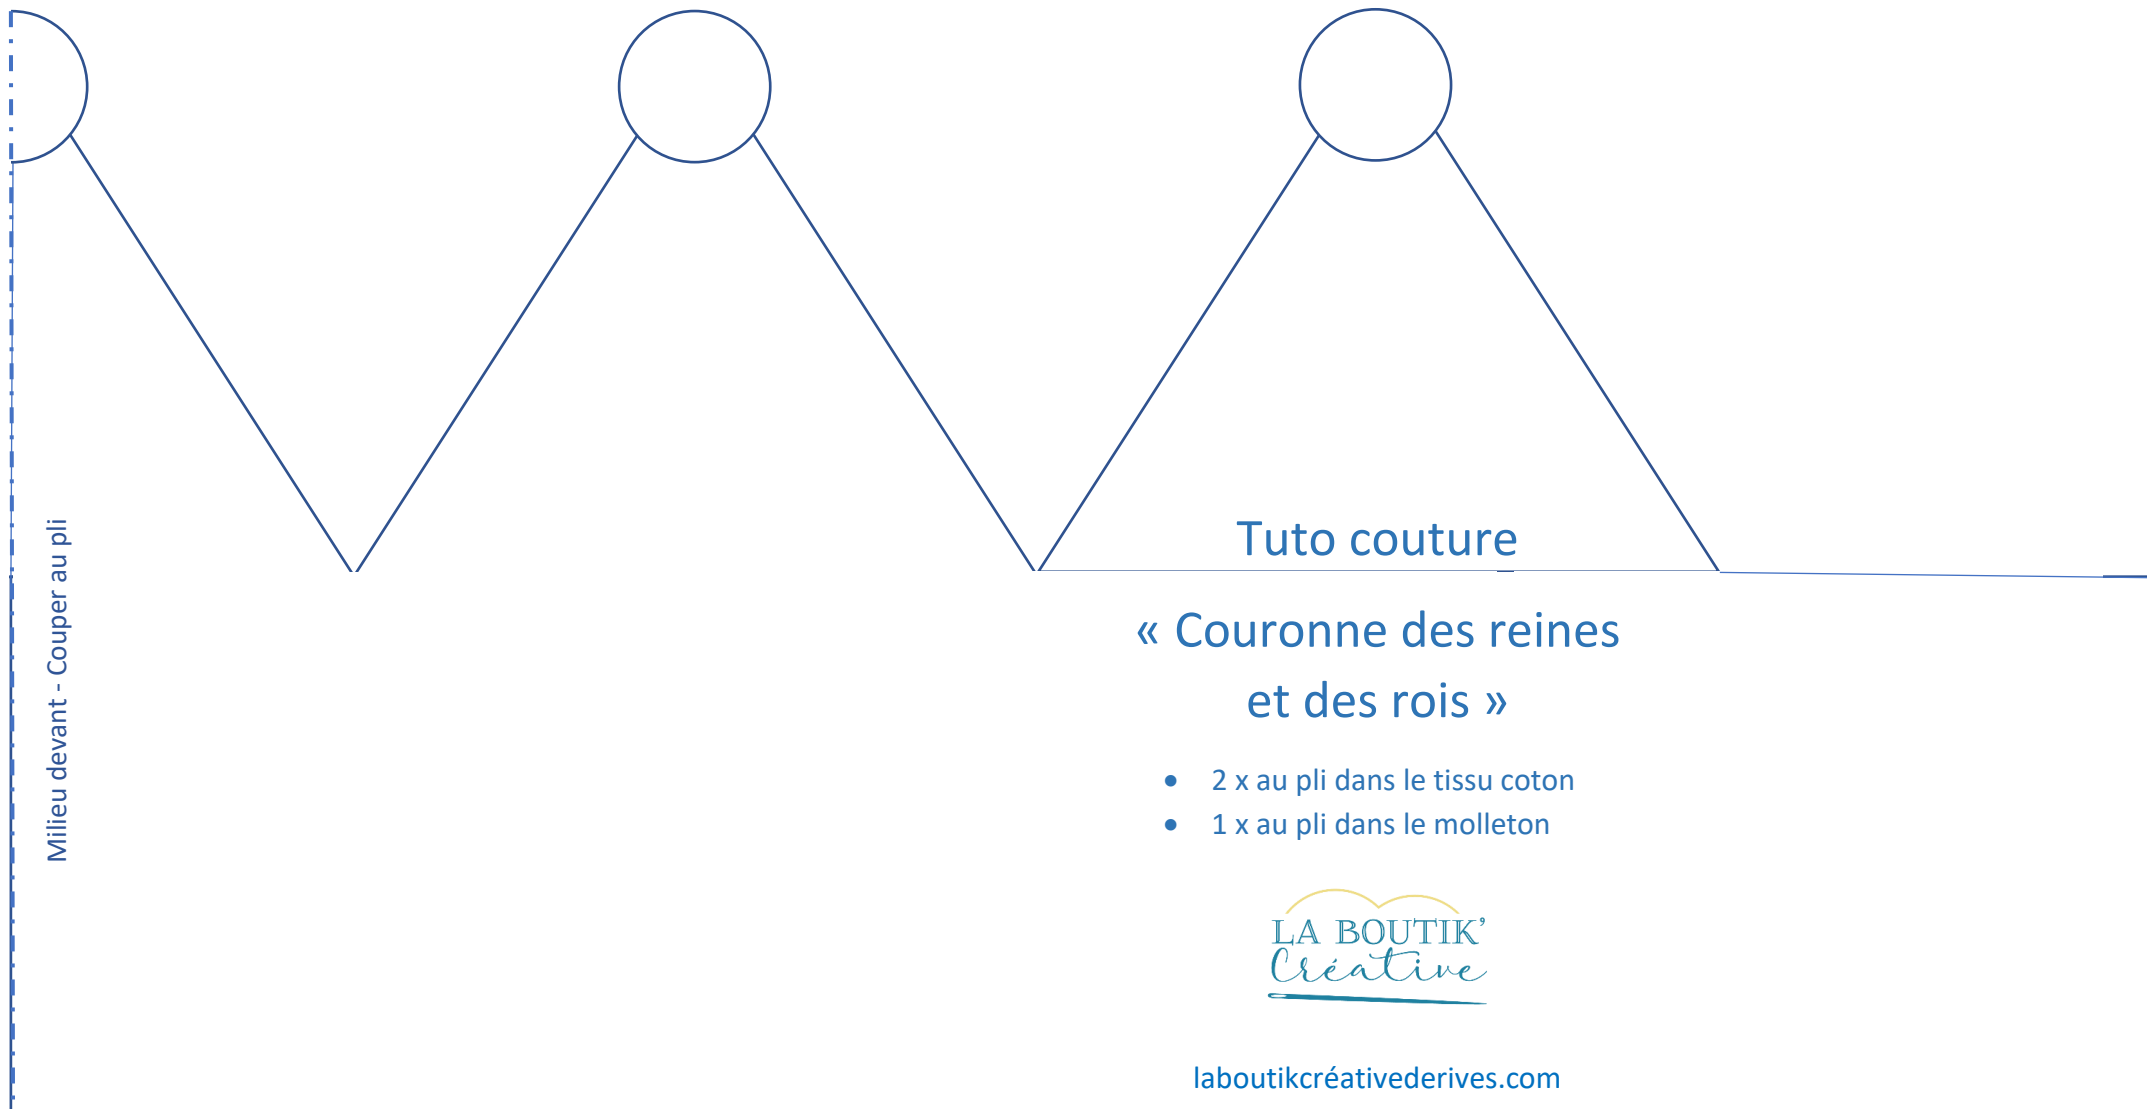 Milieu devant - Couper au pli
Tuto couture
« Couronne des reines
et des rois »
• 2 x au pli dans le tissu coton
• 1 x au pli dans le molleton
LA BOUTIK'
Créative
laboutikcréativederives.com